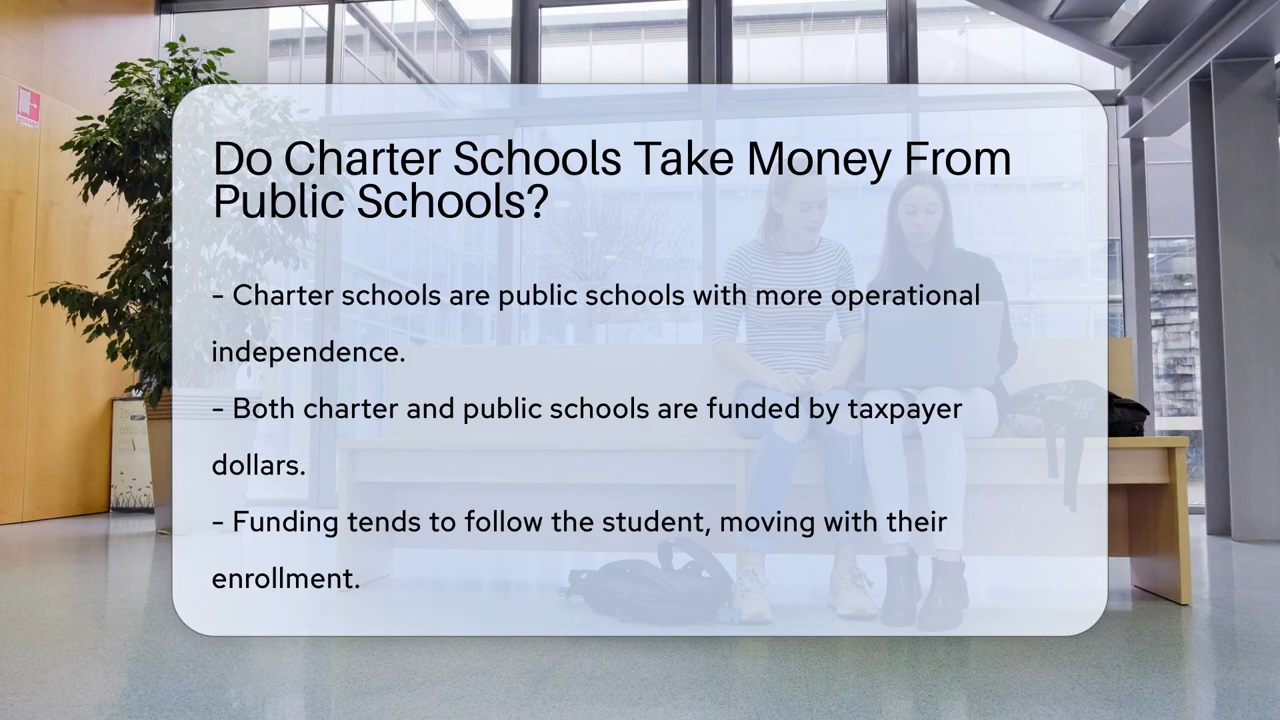 Do Charter Schools Take Money From
Public Schools?
– Charter schools are public schools with more operational
independence.
– Both charter and public schools are funded by taxpayer
dollars.
– Funding tends to follow the student, moving with their
enrollment.